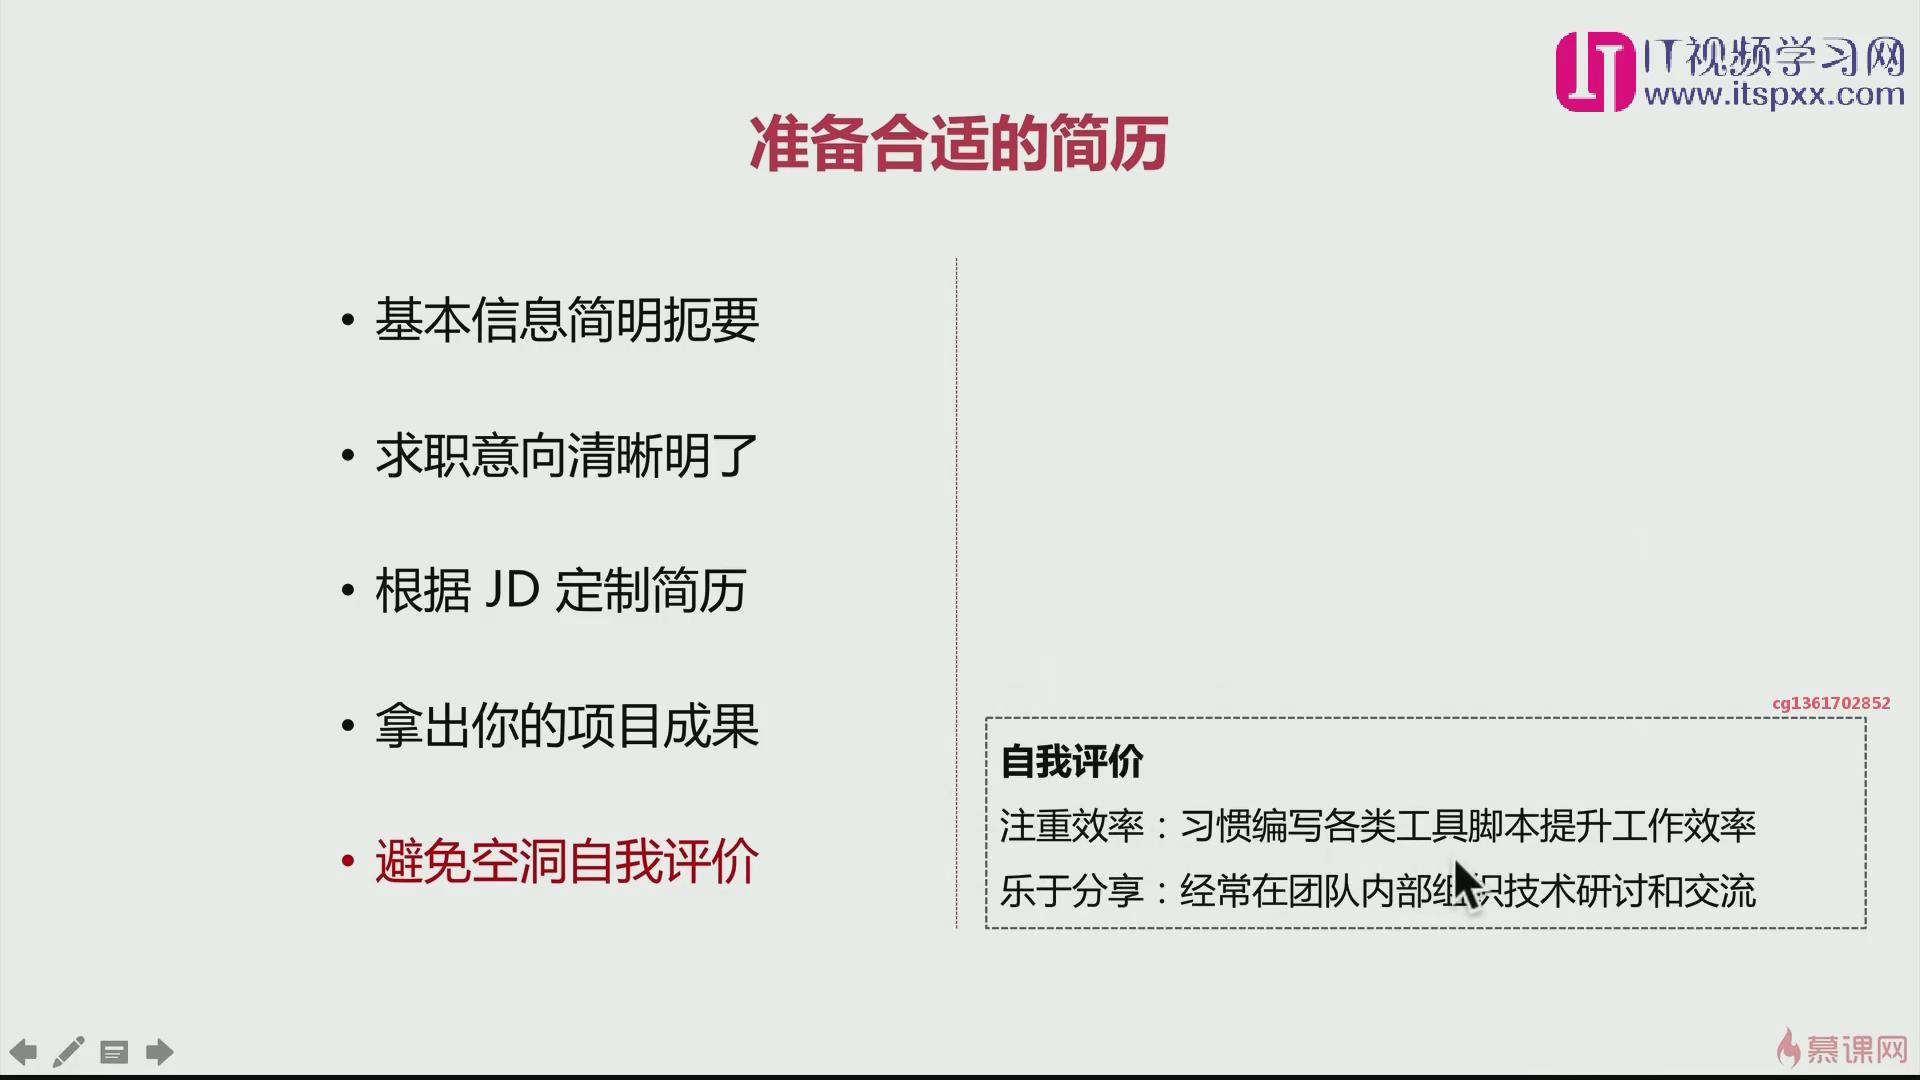 IT视频学习网
www.itspxx.com
准备合适的简历
• 基本信息简明扼要
• 求职意向清晰明了
• 根据 JD 定制简历
• 拿出你的项目成果
• 避免空洞自我评价
cg1361702852
自我评价
注重效率：习惯编写各类工具脚本提升工作效率
乐于分享：经常在团队内部组织技术研讨和交流
慕课网